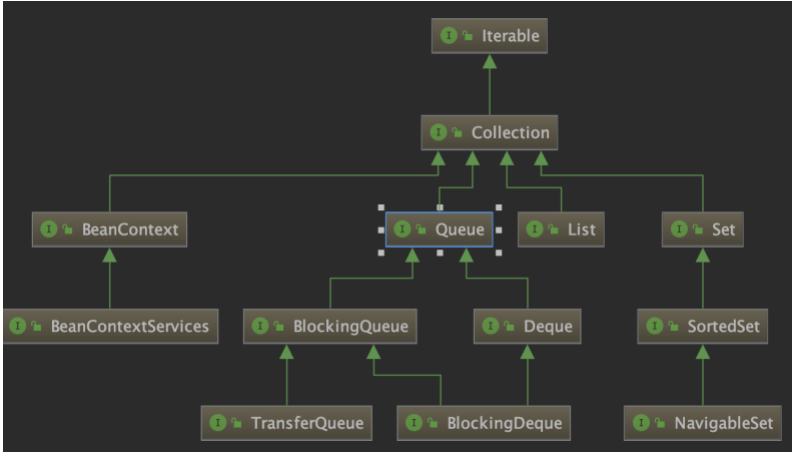 Iterable
Collection
BeanContext
Queue
List
Set
BeanContextServices
BlockingQueue
Deque
SortedSet
TransferQueue
BlockingDeque
NavigableSet